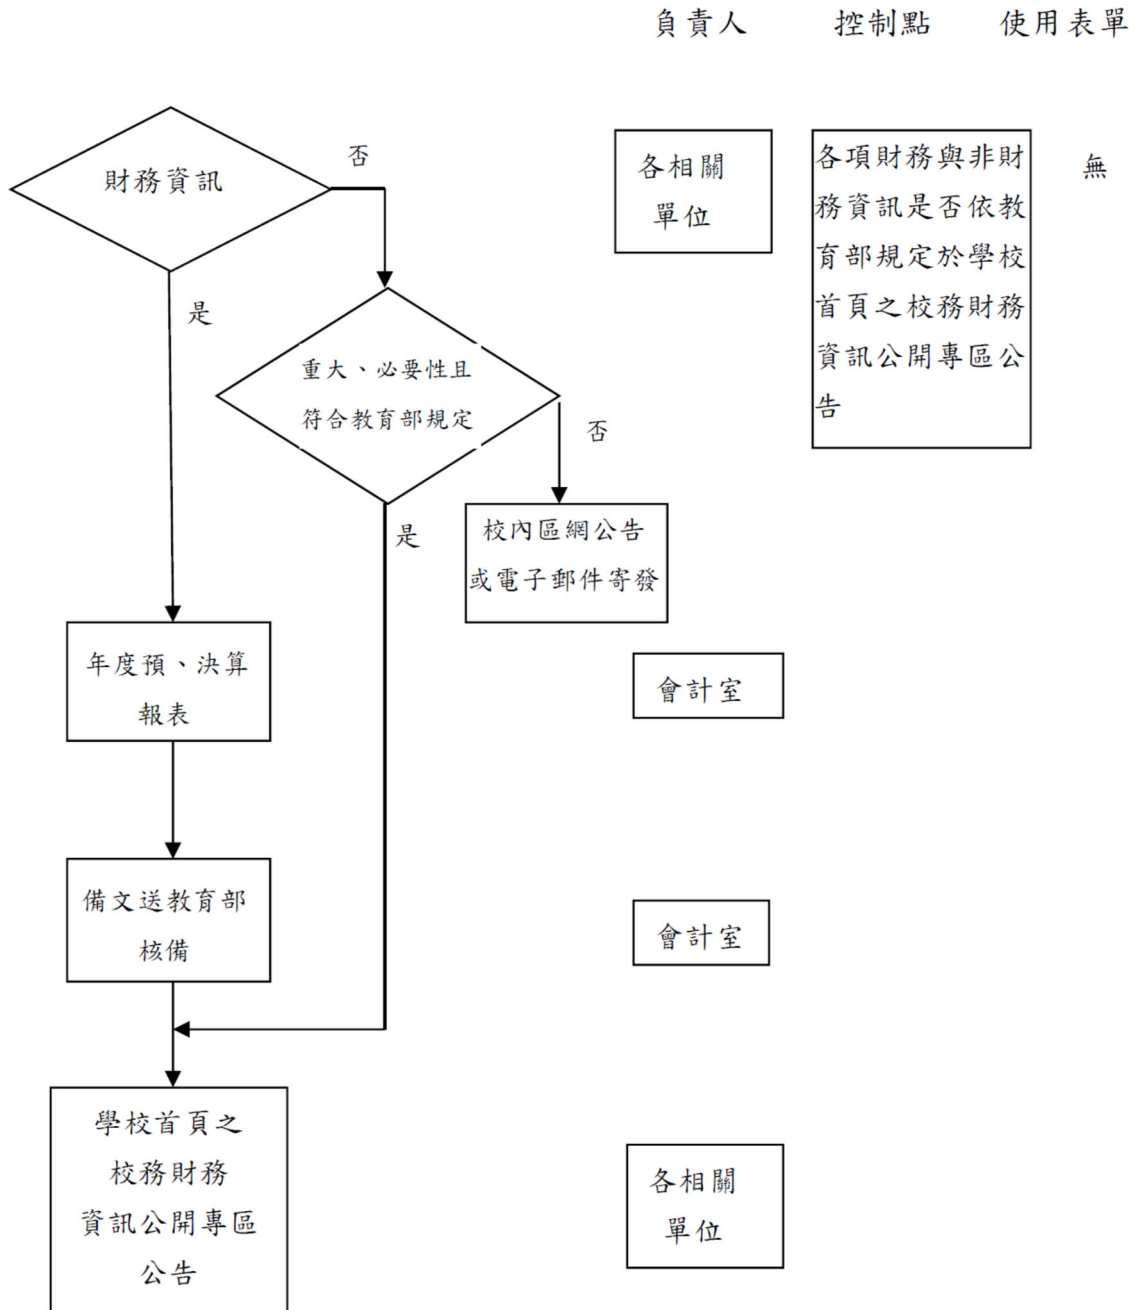 負責人 控制點 使用表單
財務資訊
否
是
各相關
單位
各項財務與非財
務資訊是否依教
育部規定於學校
首頁之校務財務
資訊公開專區公
告
無
重大、必要性且
符合教育部規定
否
是
校內區網公告
或電子郵件寄發
年度預、決算
報表
會計室
備文送教育部
核備
會計室
學校首頁之
校務財務
資訊公開專區
公告
各相關
單位